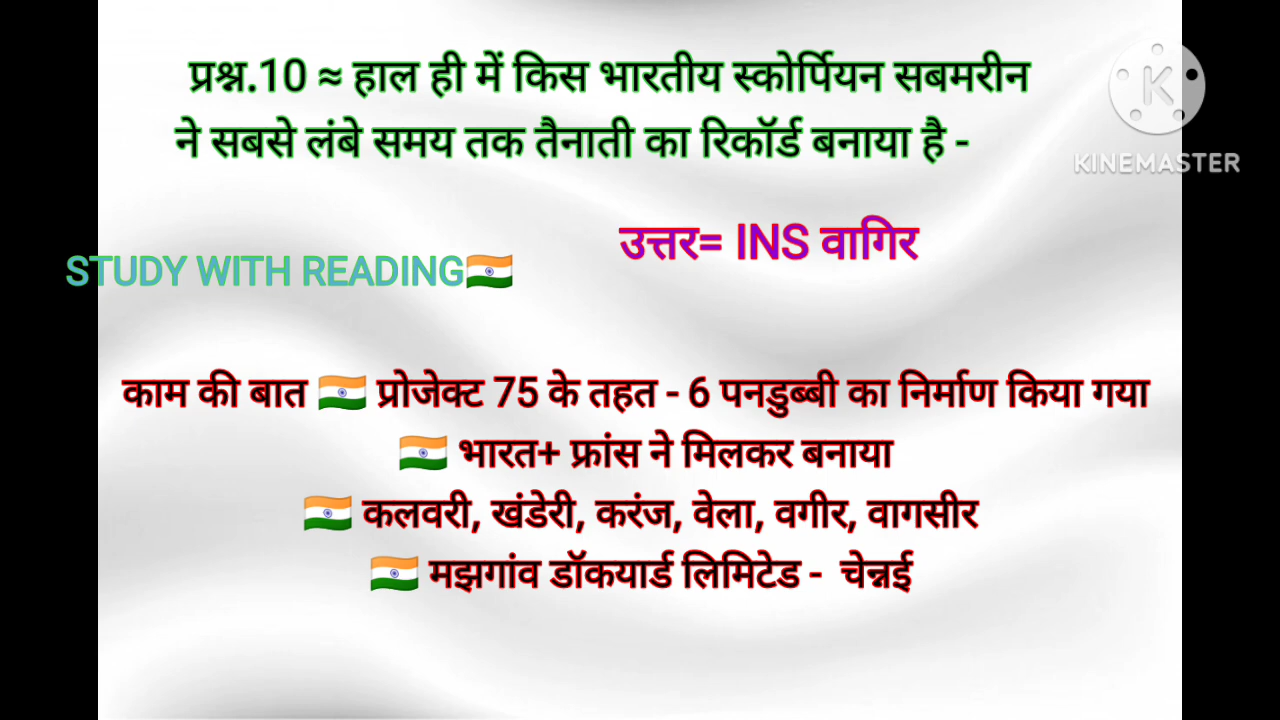 प्रश्न.10 ≈ हाल ही में किस भारतीय स्कोर्पियन सबमरीन
ने सबसे लंबे समय तक तैनाती का रिकॉर्ड बनाया है -
KINEMASTER
उत्तर= INS वागिर
STUDY WITH READING🇮🇳
काम की बात 🇮🇳 प्रोजेक्ट 75 के तहत - 6 पनडुब्बी का निर्माण किया गया
🇮🇳 भारत+ फ्रांस ने मिलकर बनाया
🇮🇳 कलवरी, खंडेरी, करंज, वेला, वगीर, वागसीर
🇮🇳 मझगांव डॉकयार्ड लिमिटेड - चेन्नई